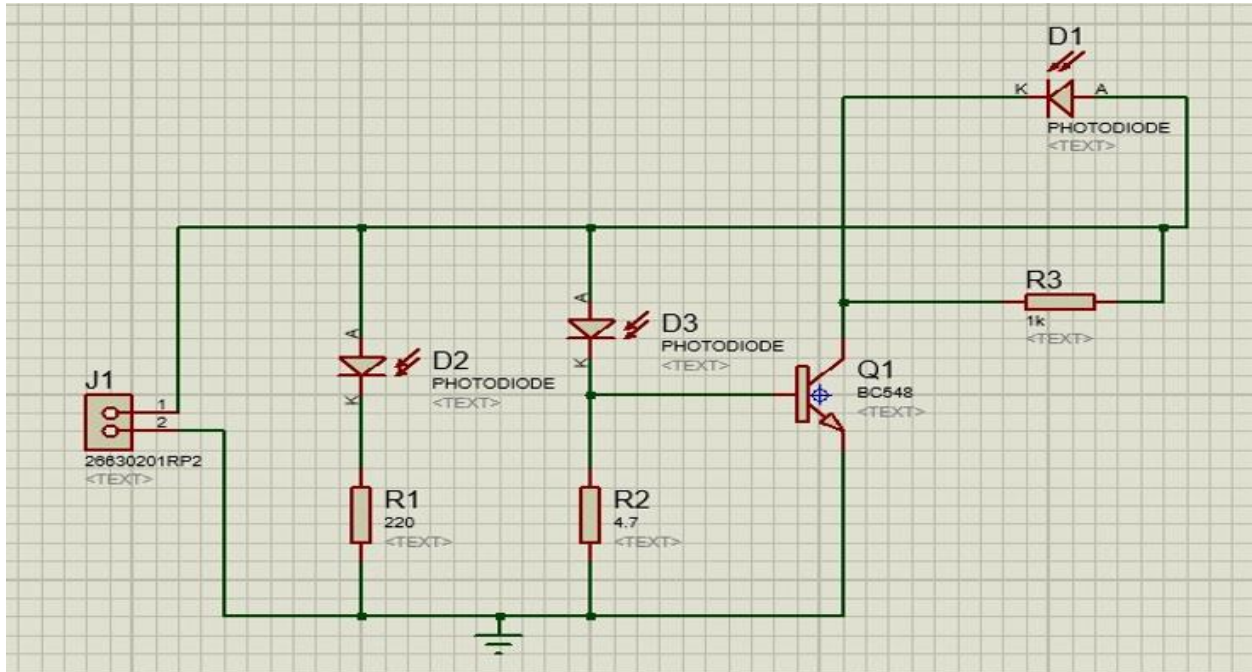 D1
K
A
PHOTODIODE
<TEXT>
R3
1k
<TEXT>
A
D3
PHOTODIODE
<TEXT>
K
A
D2
PHOTODIODE
<TEXT>
K
Q1
BC548
<TEXT>
J1
1
2
26630201RP2
<TEXT>
R1
220
<TEXT>
R2
4.7
<TEXT>